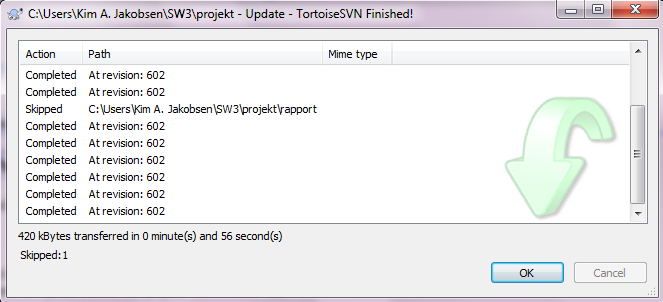 C:\Users\Kim A. Jakobsen\SW3\projekt - Update - TortoiseSVN Finished!
Action Path Mime type
Completed At revision: 602
Completed At revision: 602
Skipped C:\Users\Kim A. Jakobsen\SW3\projekt\rapport
Completed At revision: 602
Completed At revision: 602
Completed At revision: 602
Completed At revision: 602
Completed At revision: 602
Completed At revision: 602
420 kBytes transferred in 0 minute(s) and 56 second(s)
Skipped:1
OK Cancel